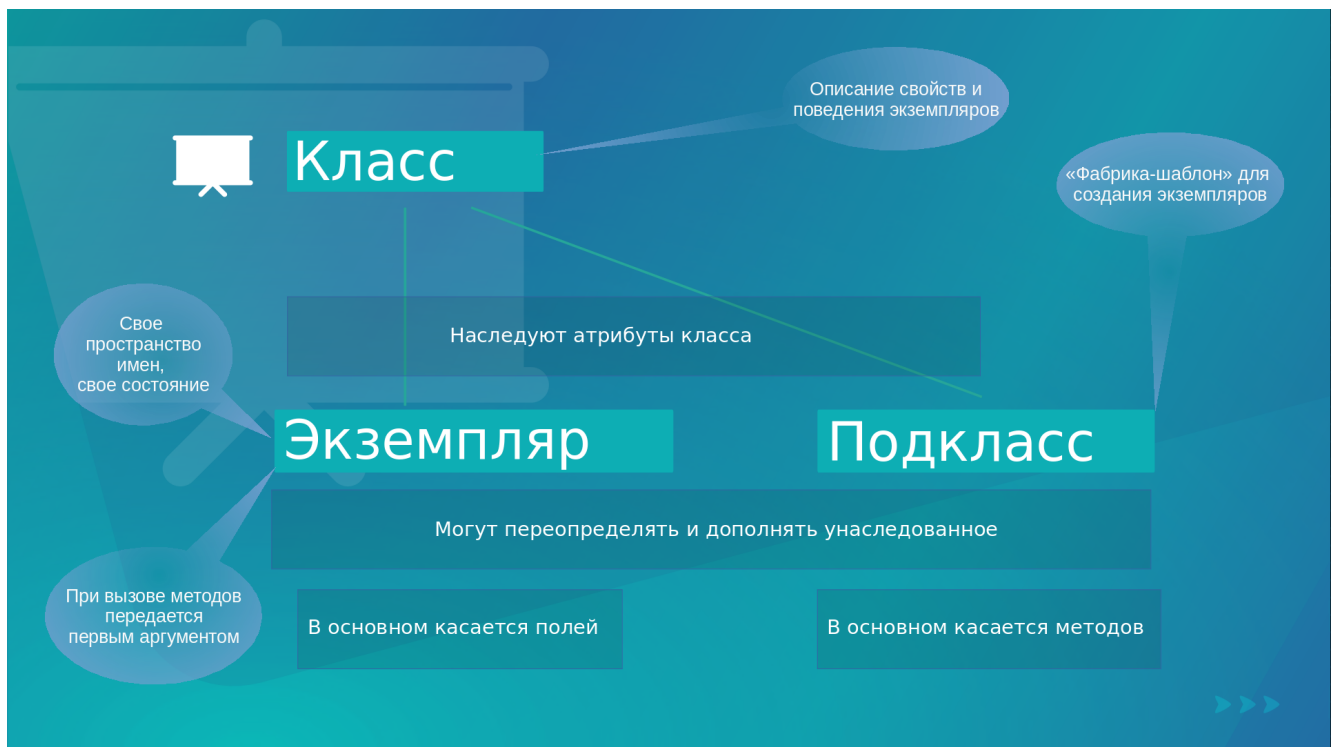 Описание свойств и
поведения экземпляров
Класс
«Фабрика-шаблон» для
создания экземпляров
Наследуют атрибуты класса
Свое
пространство
имен,
свое состояние
Экземпляр
Подкласс
Могут переопределять и дополнять унаследованное
При вызове методов
передается
первым аргументом
В основном касается полей
В основном касается методов